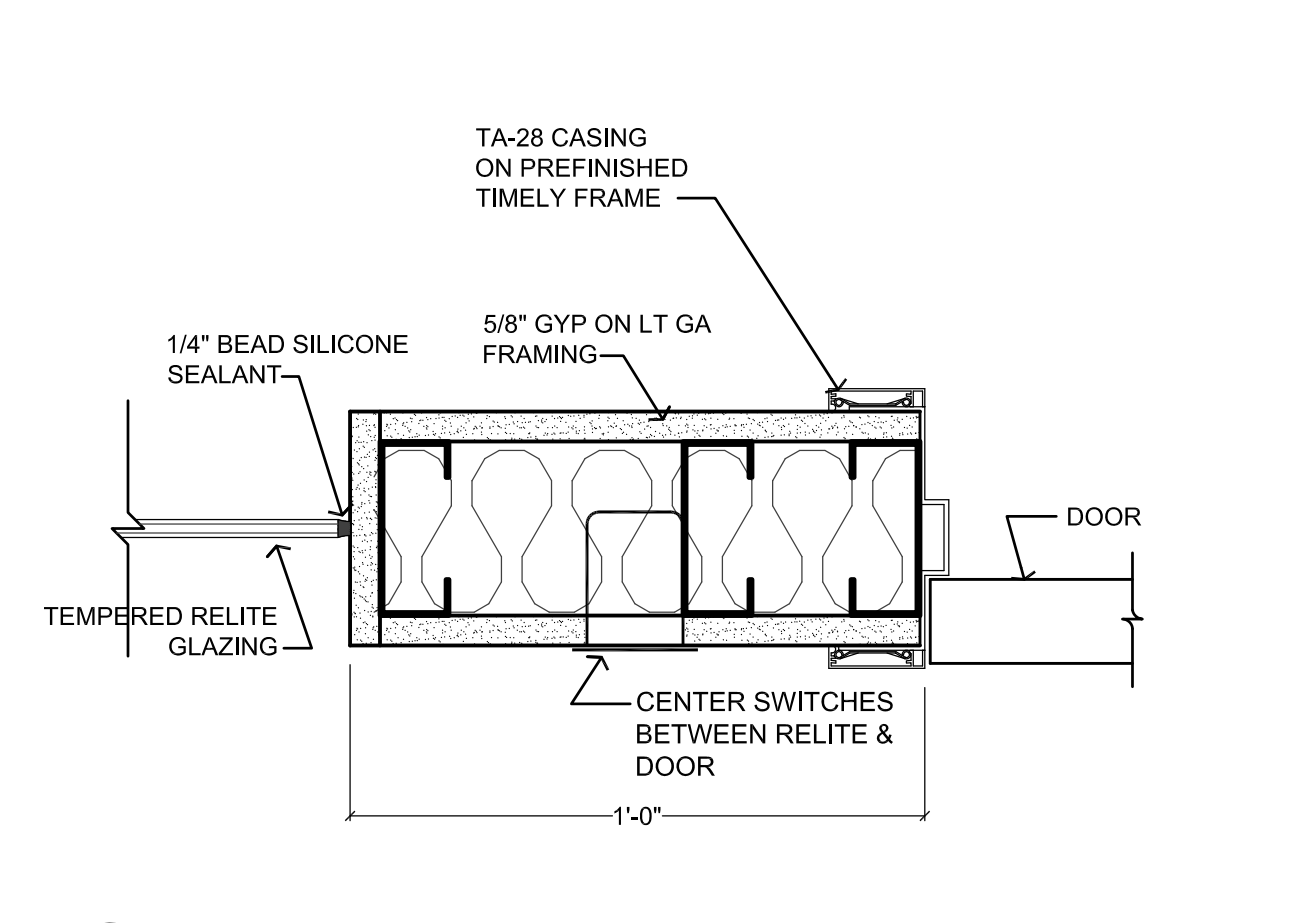 TA-28 CASING
ON PREFINISHED
TIMELY FRAME
5/8" GYP ON LT GA
FRAMING
1/4" BEAD SILICONE
SEALANT
DOOR
TEMPERED RELITE
GLAZING
CENTER SWITCHES
BETWEEN RELITE &
DOOR
1'-0"